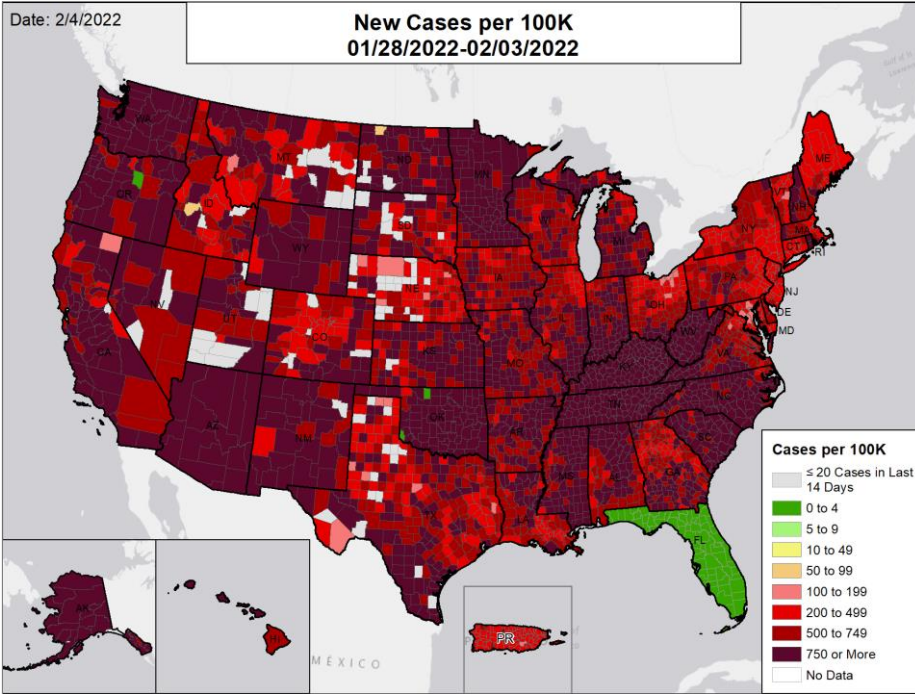 Date: 2/4/2022
New Cases per 100K
01/28/2022-02/03/2022
WA
MT
ND
MN
ME
OR
ID
SD
WI
MI
VT
NH
NY
MA
CT
RI
WY
IA
NE
PA
NJ
NV
UT
CO
IL
IN
OH
DE
MD
CA
KS
MO
WV
VA
KY
AZ
NM
OK
AR
TN
NC
SC
MS
AL
GA
LA
FL
AK
HI
PR
MÉXICO
Cases per 100K
≤ 20 Cases in Last
14 Days
0 to 4
5 to 9
10 to 49
50 to 99
100 to 199
200 to 499
500 to 749
750 or More
No Data